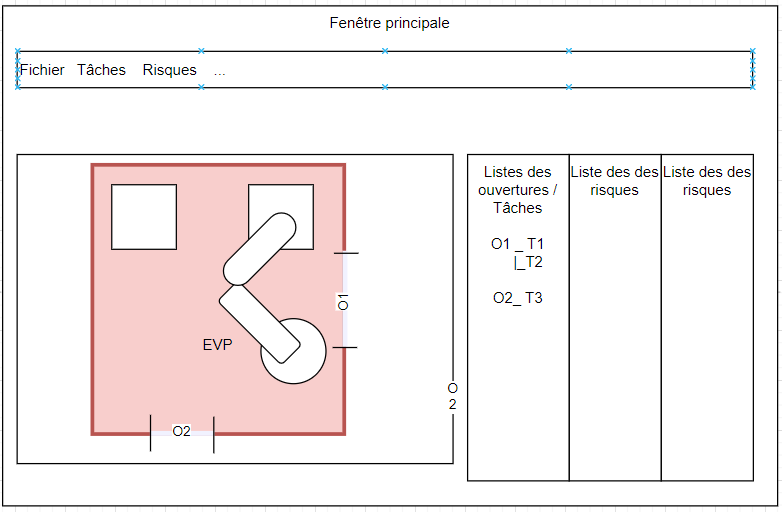 Fenêtre principale
Fichier Tâches Risques ...
Listes des
ouvertures /
Tâches
O1 _ T1
|_T2
O2_ T3
Liste des des
risques
Liste des des
risques
O1
EVP
O
2
O2